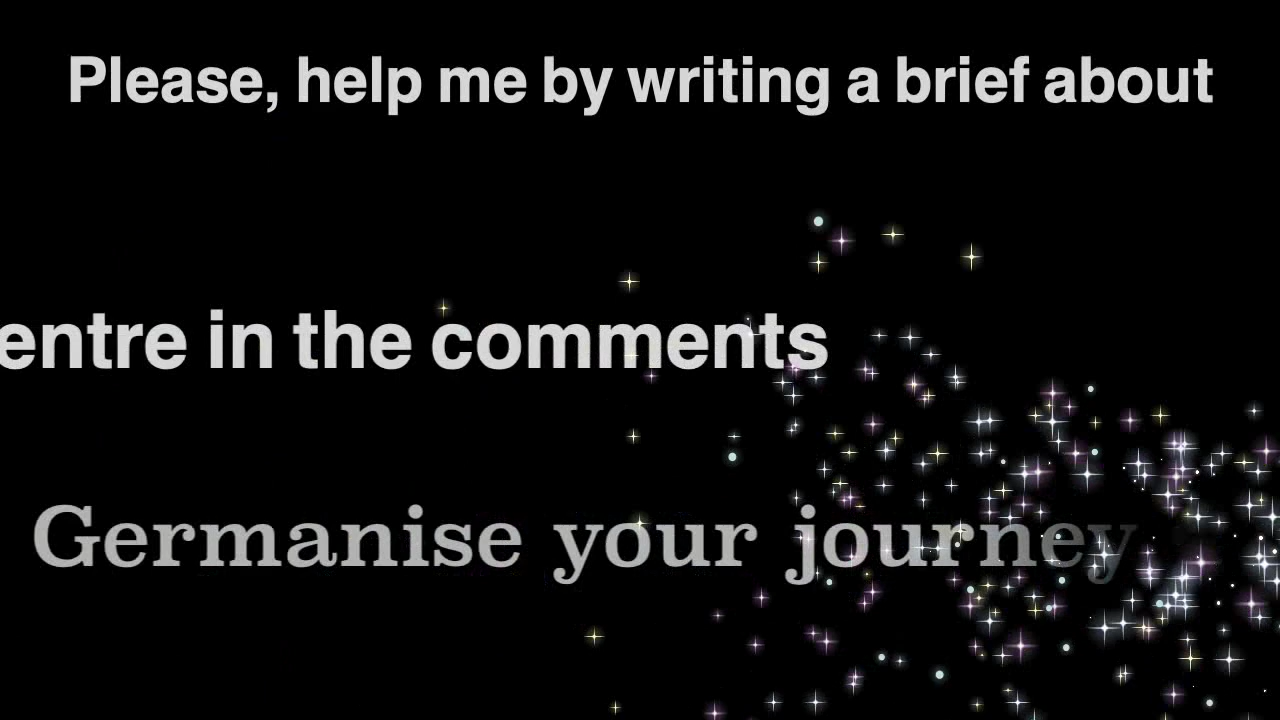 Please, help me by writing a brief about
entre in the comments
Germanise your journey